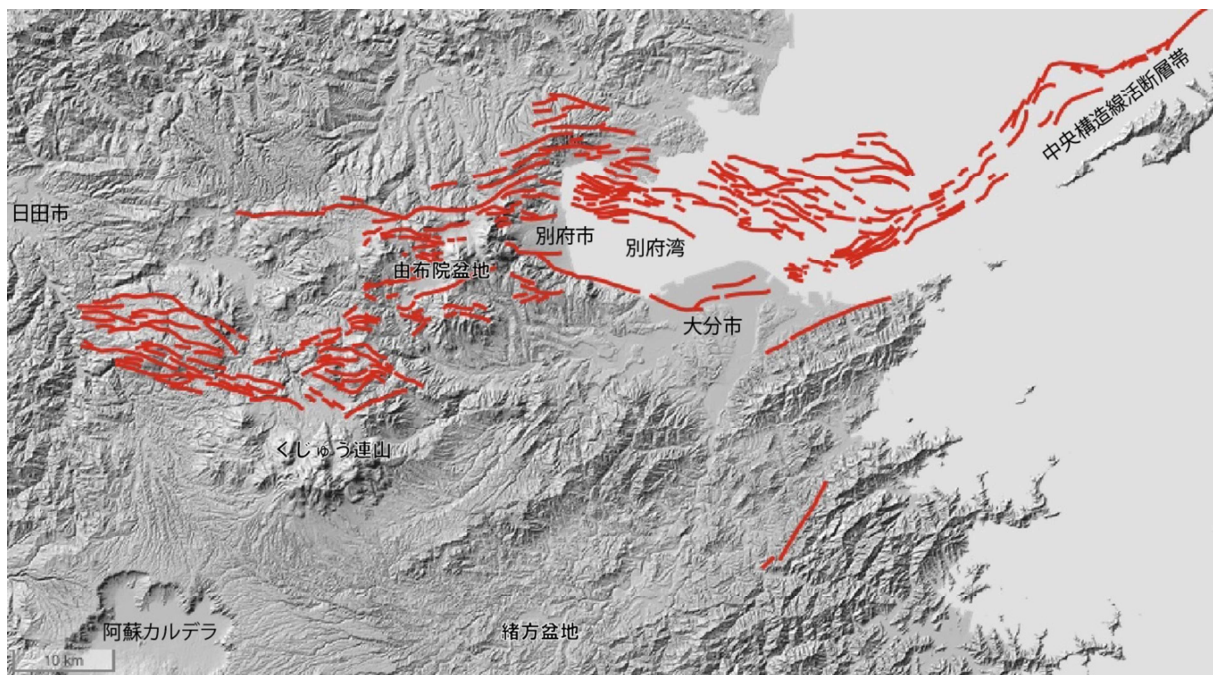 中央構造線活断層帯
日田市
別府市
別府湾
由布院盆地
大分市
くじゅう連山
阿蘇カルデラ
緒方盆地
10 km